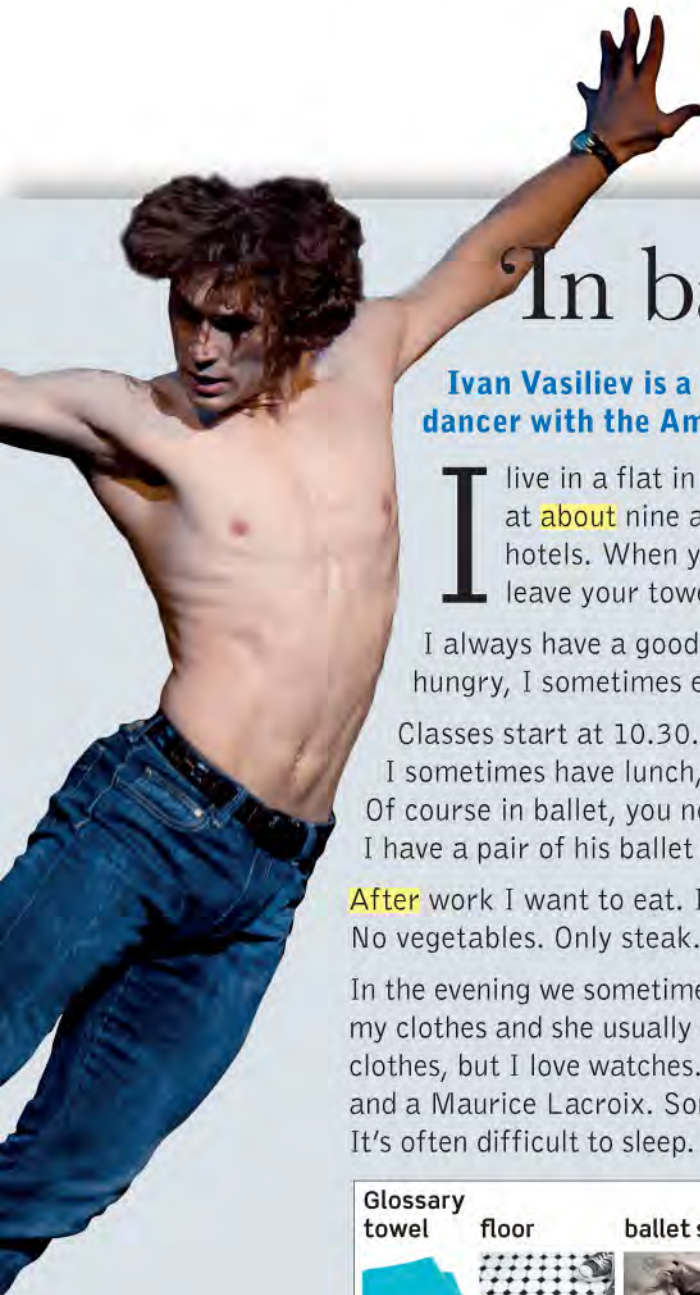 ‘In ba
Ivan Vasiliev is a
dancer with the Am
I live in a flat in
at about nine a
hotels. When y
leave your towe
I always have a good
hungry, I sometimes e
Classes start at 10.30.
I sometimes have lunch,
Of course in ballet, you ne
I have a pair of his ballet
After work I want to eat. I
No vegetables. Only steak.
In the evening we sometime
my clothes and she usually
clothes, but I love watches.
and a Maurice Lacroix. Som
It’s often difficult to sleep.
Glossary
towel floor ballet s